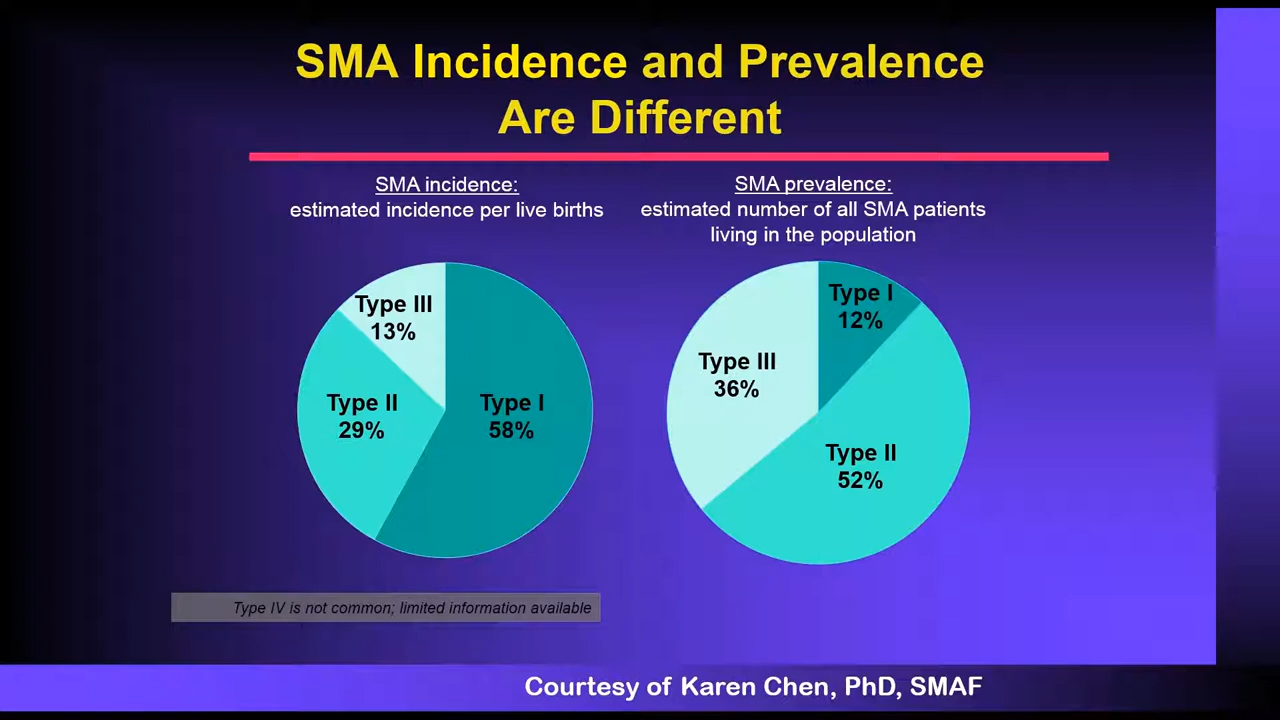 SMA Incidence and Prevalence
Are Different
SMA incidence:
estimated incidence per live births
SMA prevalence:
estimated number of all SMA patients
living in the population
Type III
13%
Type II
29%
Type I
58%
Type I
12%
Type III
36%
Type II
52%
Type IV is not common; limited information available
Courtesy of Karen Chen, PhD, SMAF